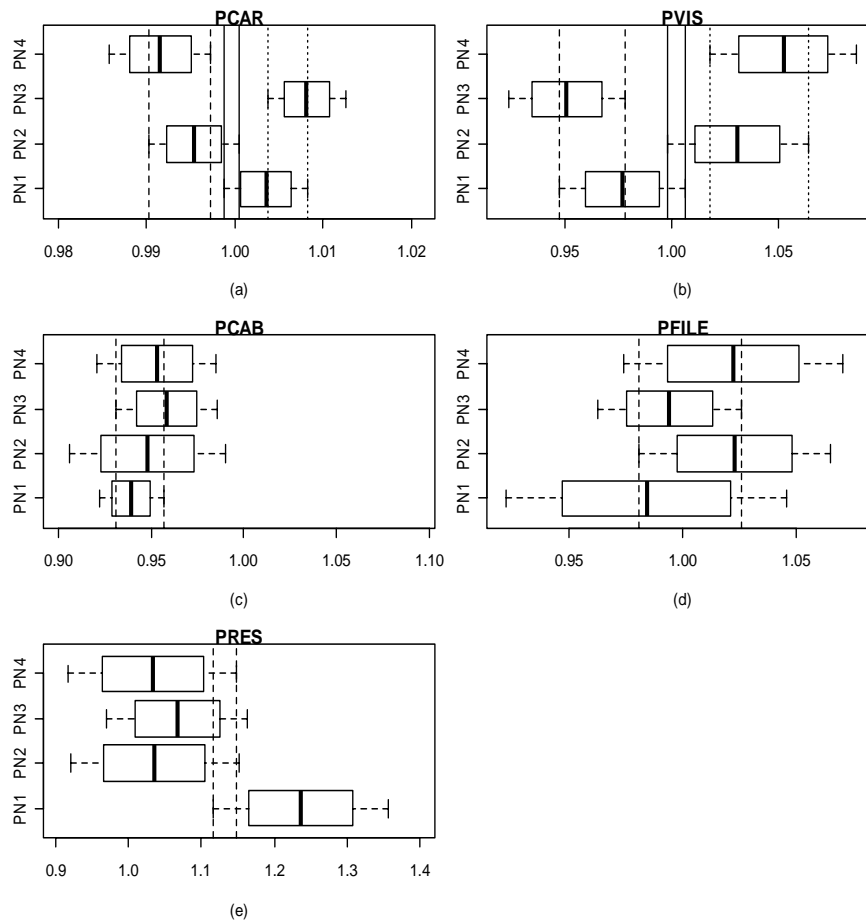 PCAR
PN4
PN3
PN2
PN1
0.98 0.99 1.00 1.01 1.02
(a)
PVIS
PN4
PN3
PN2
PN1
0.95 1.00 1.05
(b)
PCAB
PN4
PN3
PN2
PN1
0.90 0.95 1.00 1.05 1.10
(c)
PFILE
PN4
PN3
PN2
PN1
0.95 1.00 1.05
(d)
PRES
PN4
PN3
PN2
PN1
0.9 1.0 1.1 1.2 1.3 1.4
(e)